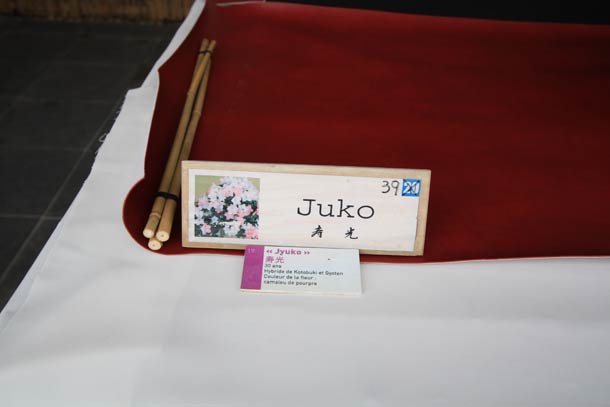 39 20
Juko
寿光
« Jyuko »
寿光
30 ans
Hybride de Kotobuki et Gyoten
Couleur de la fleur :
camaïeu de pourpre